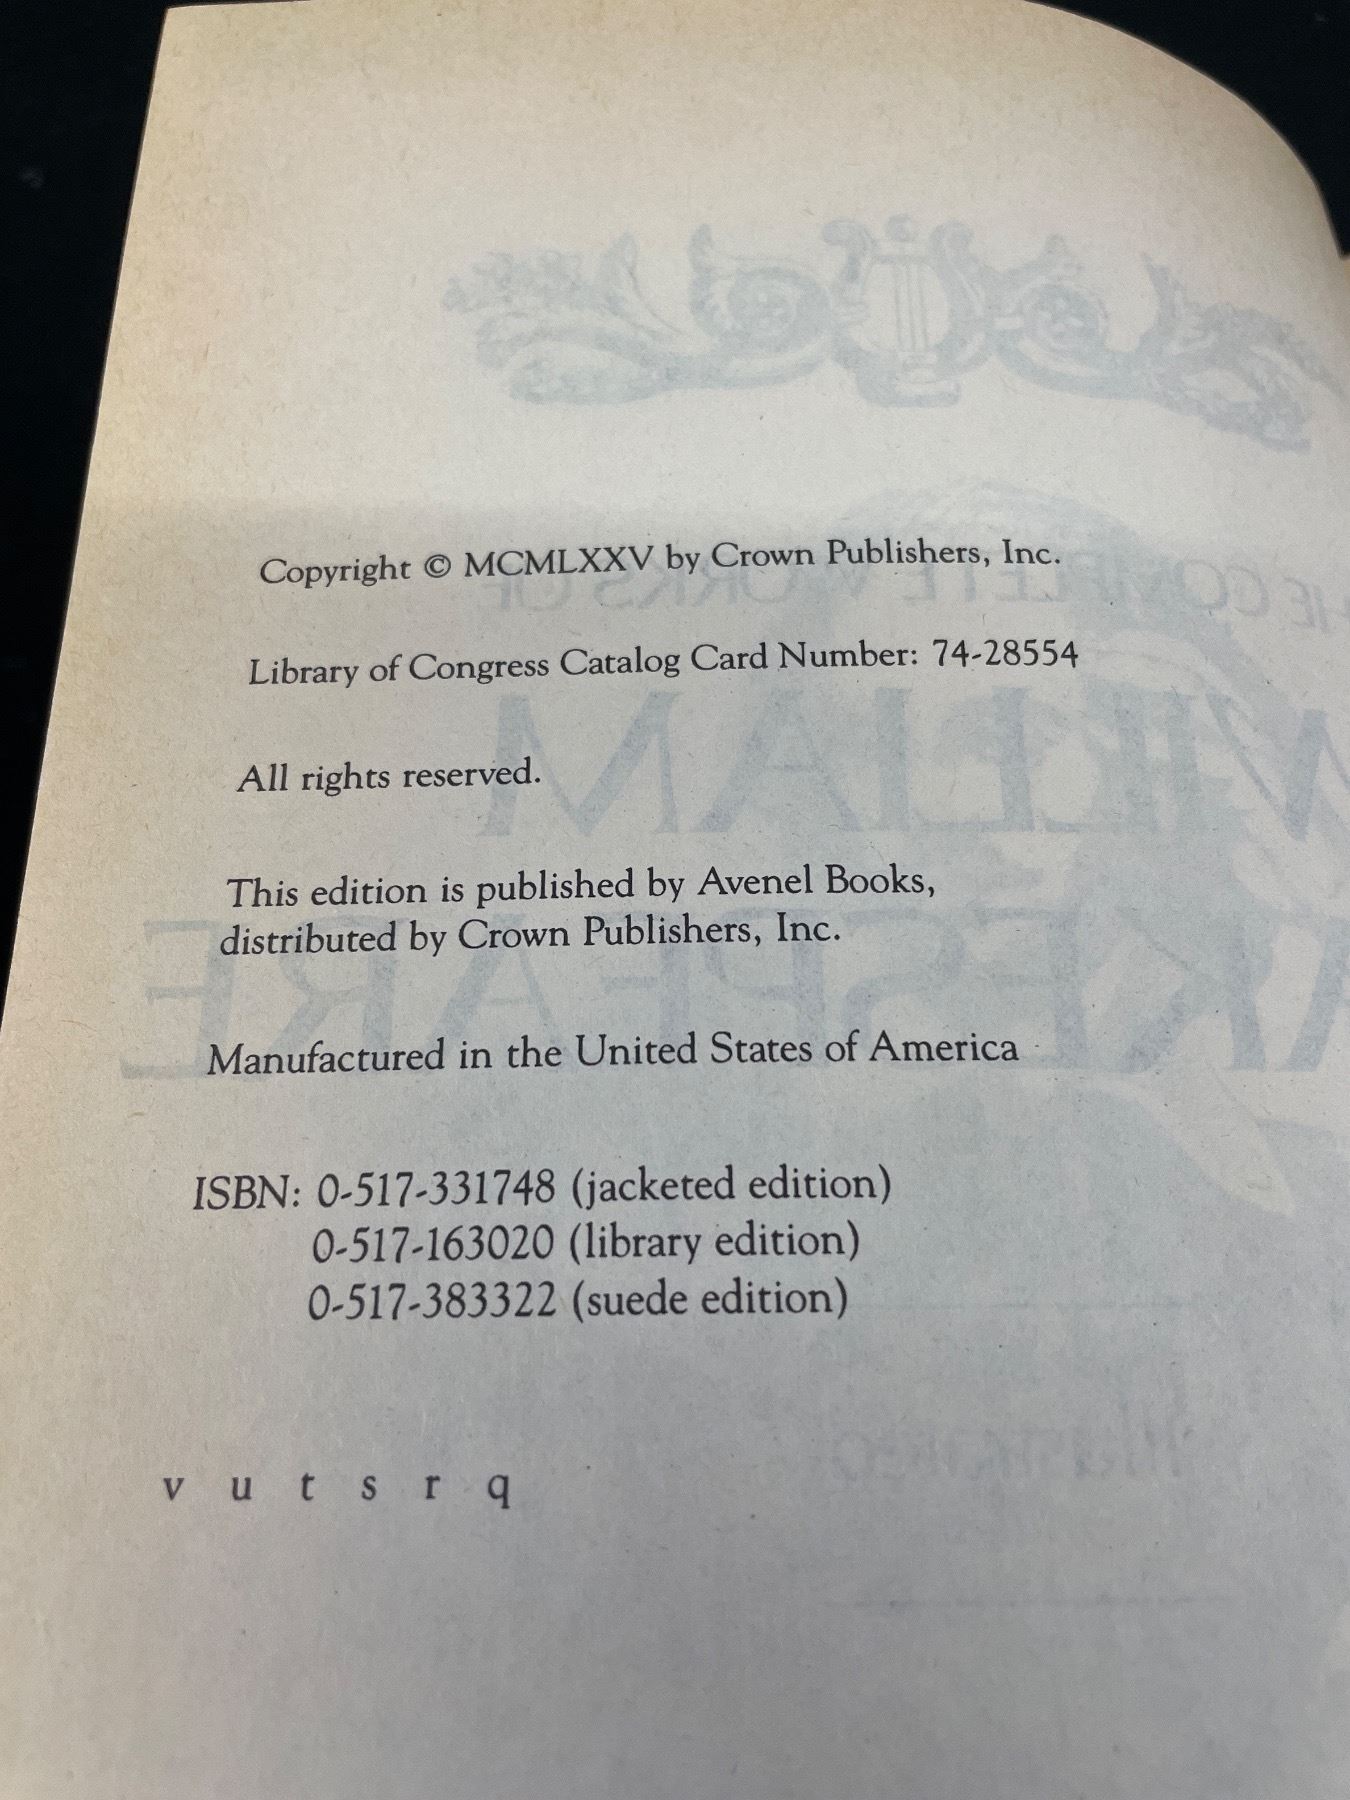 Copyright © MCMLXXV by Crown Publishers, Inc.
Library of Congress Catalog Card Number: 74-28554
All rights reserved.
This edition is published by Avenel Books,
distributed by Crown Publishers, Inc.
Manufactured in the United States of America
ISBN: 0-517-331748 (jacketed edition)
0-517-163020 (library edition)
0-517-383322 (suede edition)
v u t s r q